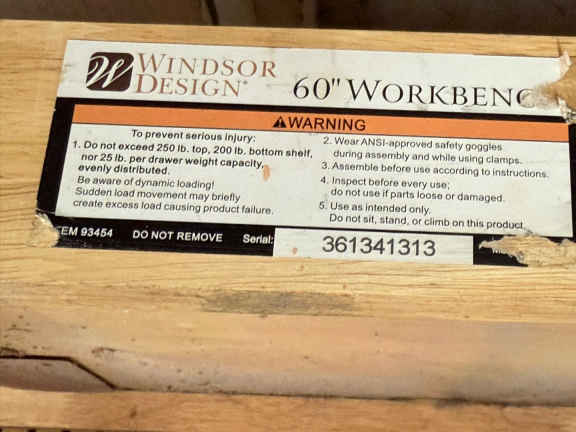 WINDSOR
DESIGN®
60" WORKBENC
WARNING
To prevent serious injury:
1. Do not exceed 250 lb. top, 200 lb. bottom shelf,
nor 25 lb. per drawer weight capacity,
evenly distributed.
Be aware of dynamic loading!
Sudden load movement may briefly
create excess load causing product failure.
2. Wear ANSI-approved safety goggles
during assembly and while using clamps.
3. Assemble before use according to instructions.
4. Inspect before every use;
do not use if parts loose or damaged.
5. Use as intended only.
Do not sit, stand, or climb on this product.
EM 93454 DO NOT REMOVE Serial: 361341313